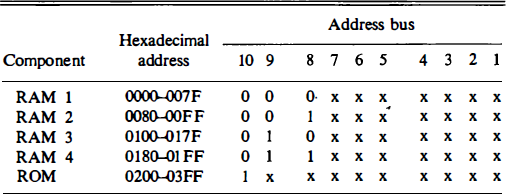 Address bus
Hexadecimal
Component address 10 9 8 7 6 5 4 3 2 1
RAM 1 0000–007F 0 0 0 x x x x x x x
RAM 2 0080–00FF 0 0 1 x x x x x x x
RAM 3 0100–017F 0 1 0 x x x x x x x
RAM 4 0180–01FF 0 1 1 x x x x x x x
ROM 0200–03FF 1 x x x x x x x x x